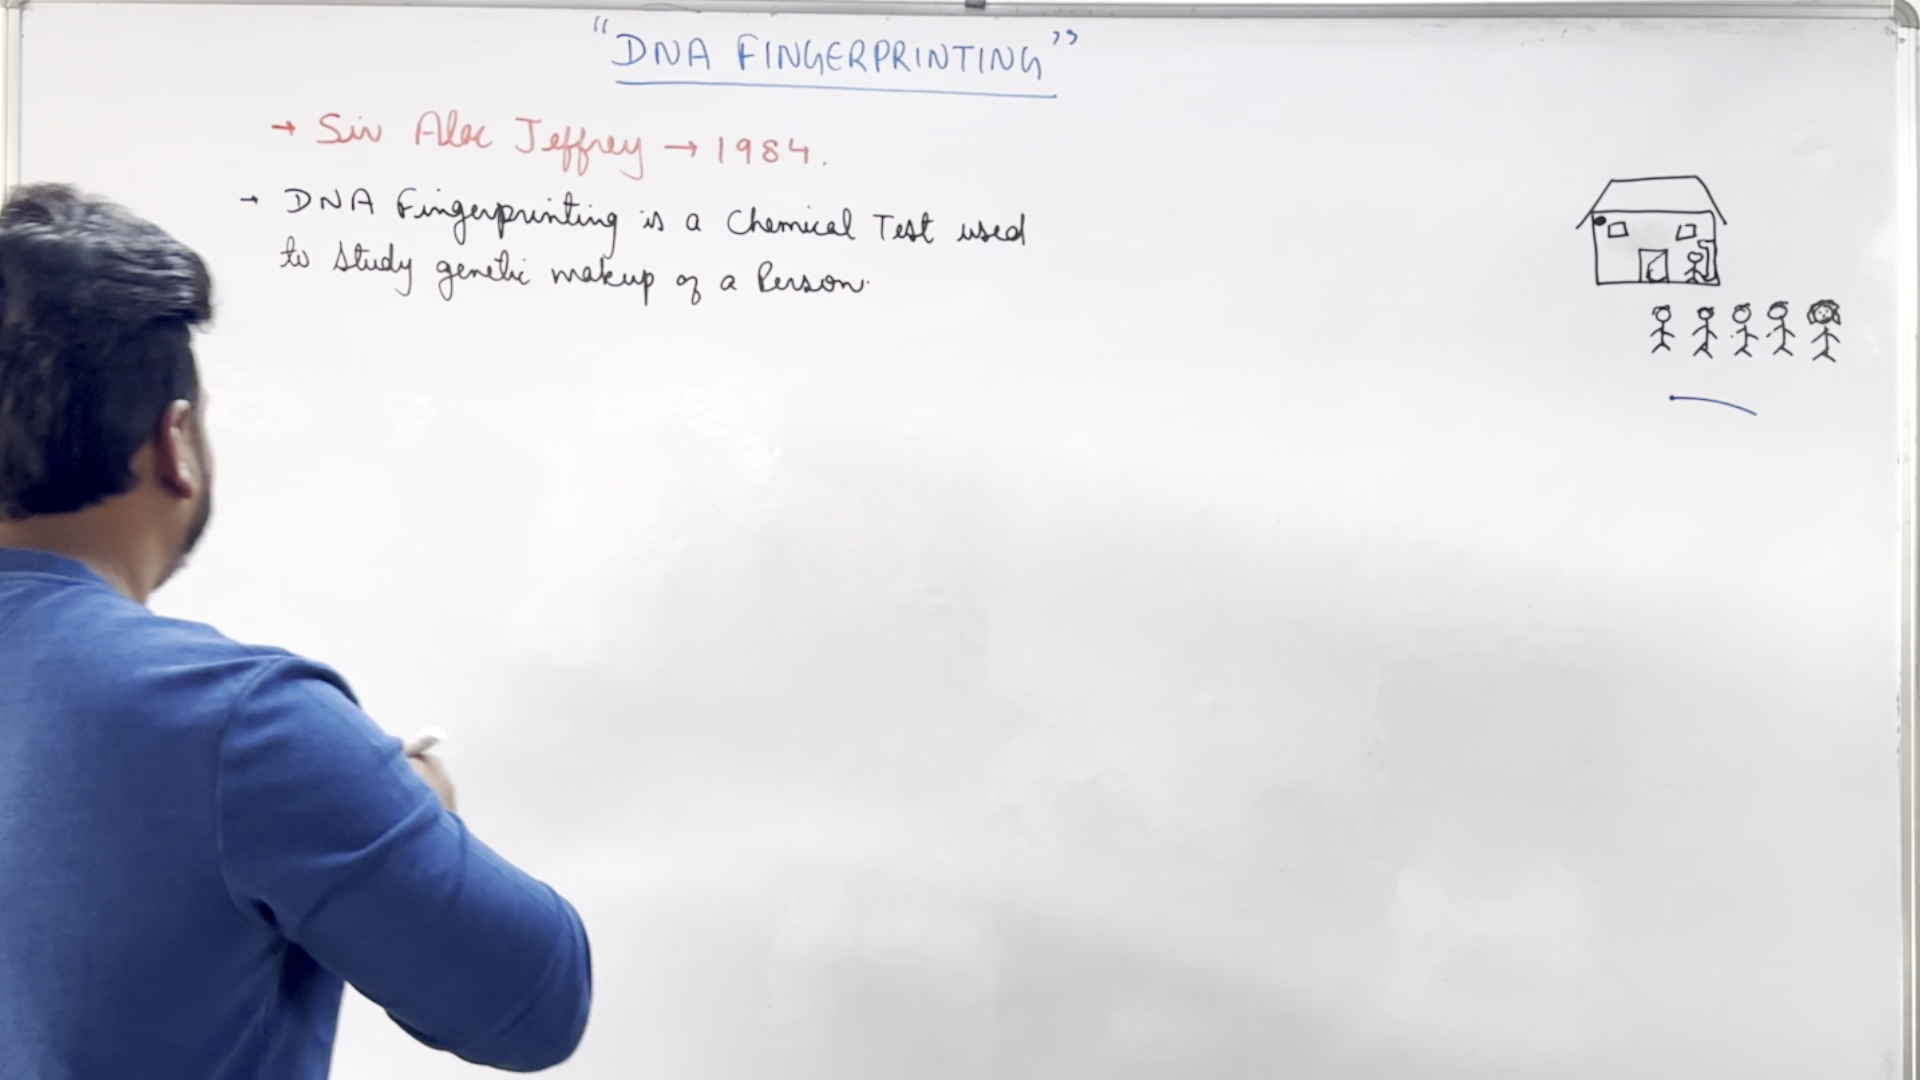 "DNA FINGERPRINTING"
→ Sir Alec Jeffrey → 1984.
→ DNA Fingerprinting is a Chemical Test used
to study genetic makeup of a Person.